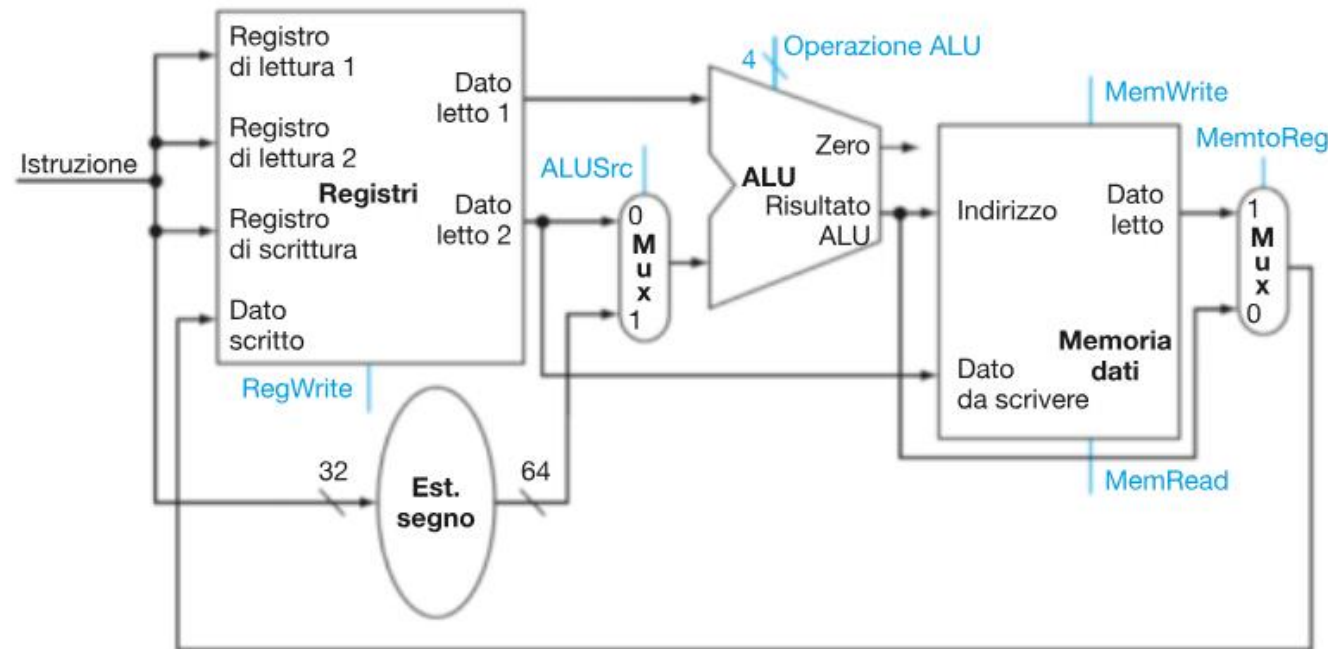 Istruzione
Registro
di lettura 1
Registro
di lettura 2
Registro
di scrittura
Dato
scritto
Registri
Dato
letto 1
Dato
letto 2
RegWrite
32
Est.
segno
64
ALUSrc
0
M
u
x
1
4
Operazione ALU
ALU
Zero
Risultato
ALU
MemWrite
Indirizzo
Dato
letto
Dato
da scrivere
Memoria
dati
MemRead
MemtoReg
1
M
u
x
0